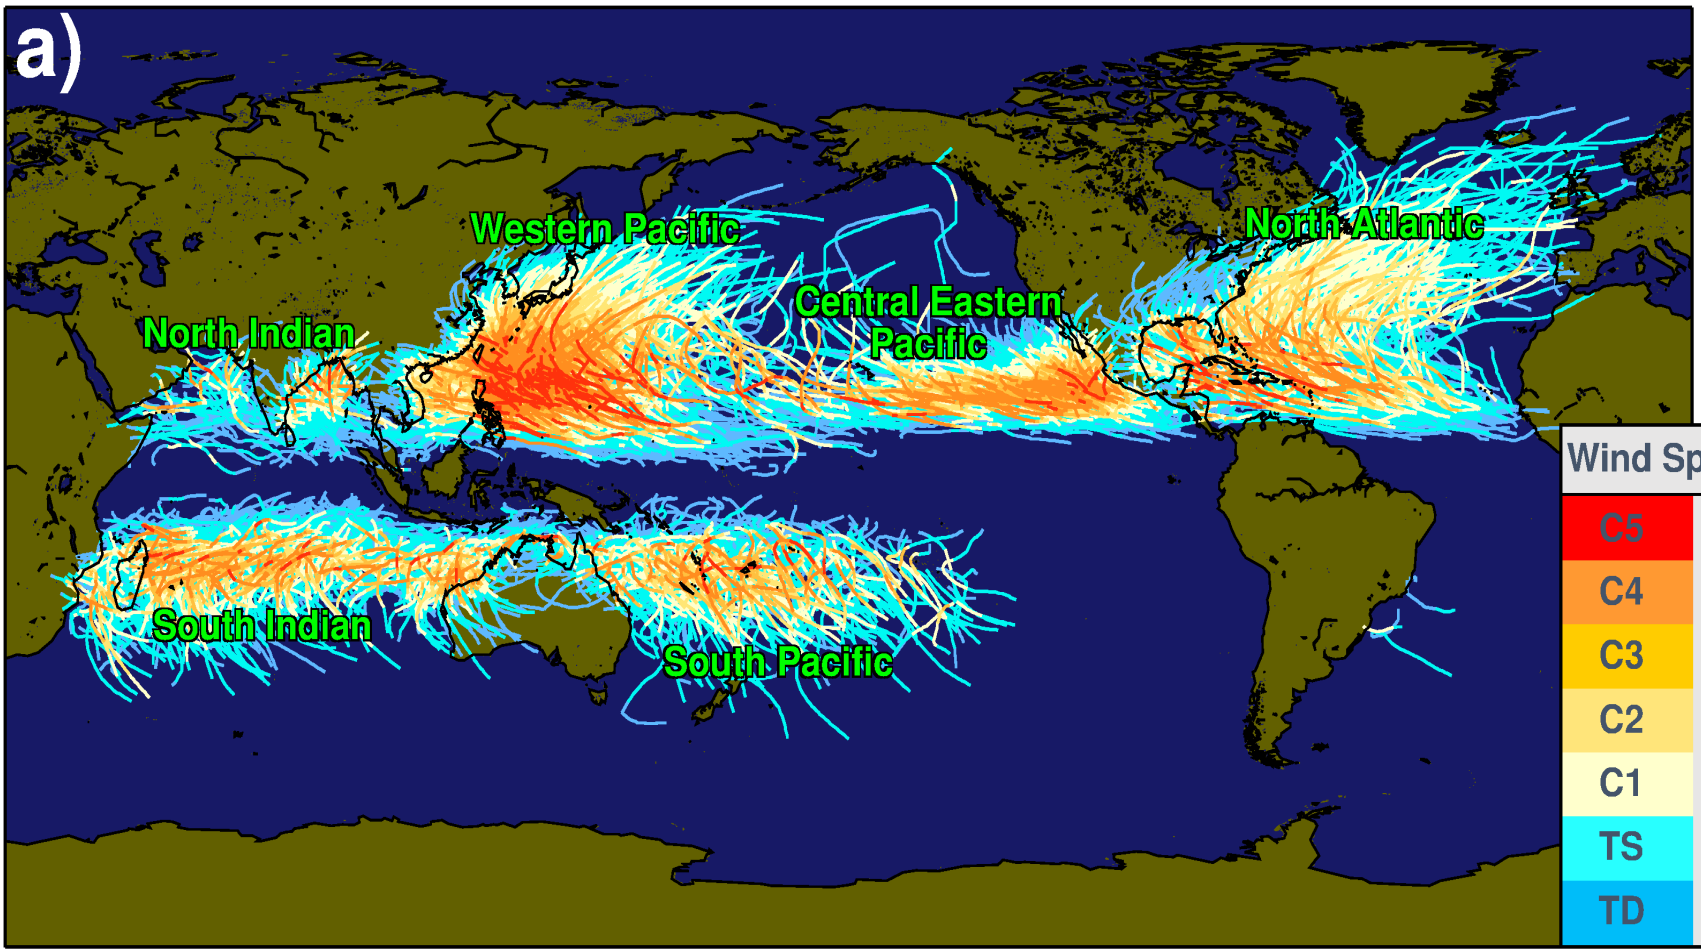 a)
Western Pacific
North Atlantic
Central Eastern
Pacific
North Indian
South Indian
South Pacific
Wind Sp
C5
C4
C3
C2
C1
TS
TD